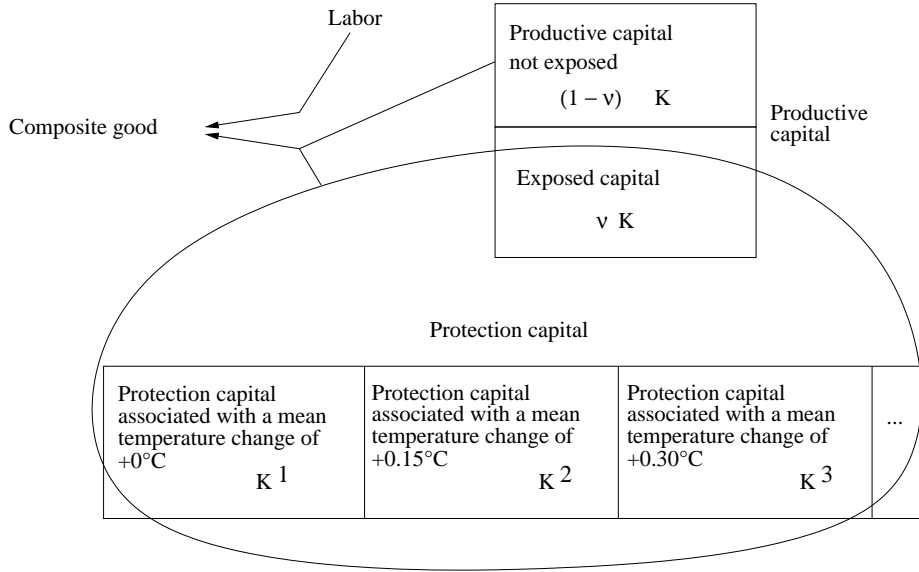 Labor
Composite good
Productive capital
not exposed
(1 – ν) K
Productive
capital
Exposed capital
ν K
Protection capital
Protection capital
associated with a mean
temperature change of
+0°C
K 1
Protection capital
associated with a mean
temperature change of
+0.15°C
K 2
Protection capital
associated with a mean
temperature change of
+0.30°C
K 3
...